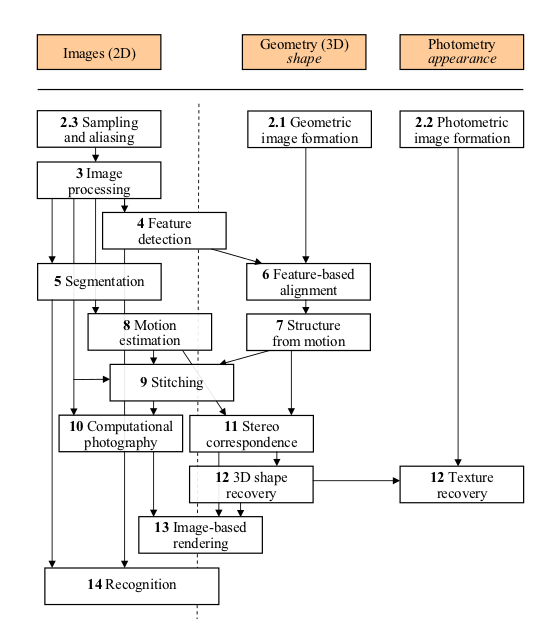 Images (2D)
Geometry (3D)
shape
Photometry
appearance
2.3 Sampling
and aliasing
2.1 Geometric
image formation
2.2 Photometric
image formation
3 Image
processing
4 Feature
detection
5 Segmentation
6 Feature-based
alignment
8 Motion
estimation
7 Structure
from motion
9 Stitching
10 Computational
photography
11 Stereo
correspondence
12 3D shape
recovery
12 Texture
recovery
13 Image-based
rendering
14 Recognition